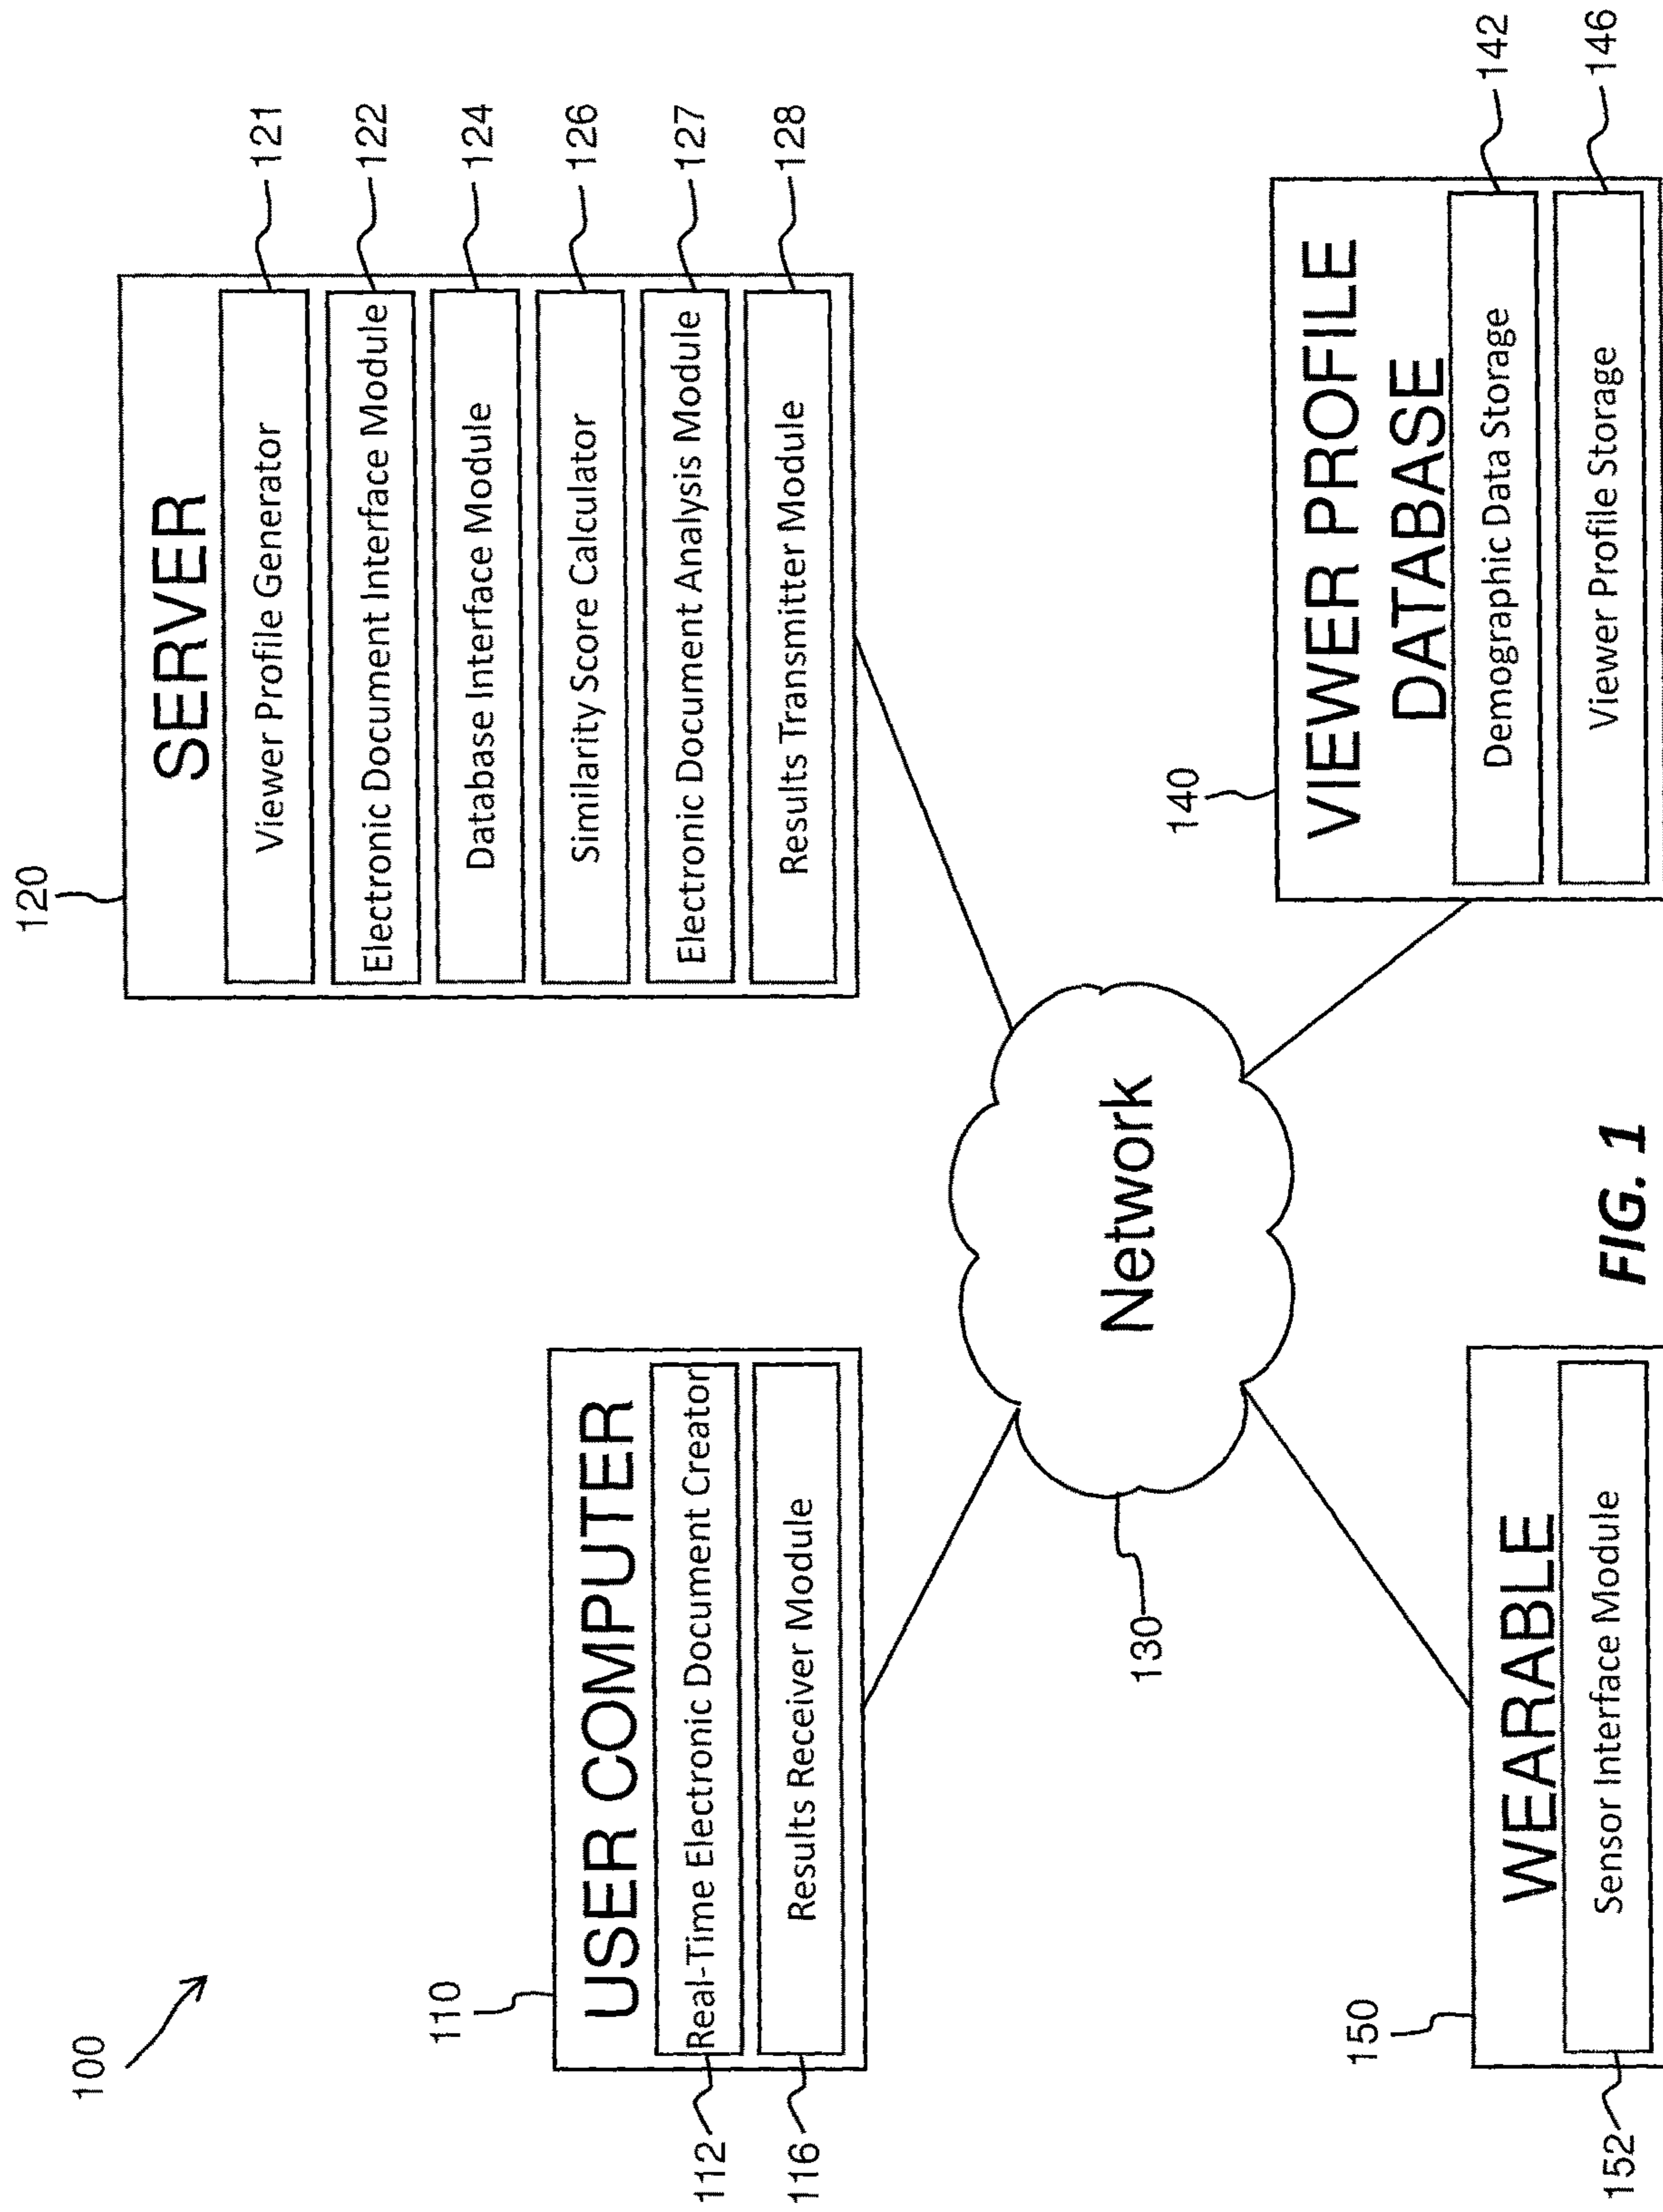 100
110
USER COMPUTER
Real-Time Electronic Document Creator
112
Results Receiver Module
116
120
SERVER
Viewer Profile Generator
121
Electronic Document Interface Module
122
Database Interface Module
124
Similarity Score Calculator
126
Electronic Document Analysis Module
127
Results Transmitter Module
128
Network
130
150
WEARABLE
Sensor Interface Module
152
140
VIEWER PROFILE
DATABASE
Demographic Data Storage
142
Viewer Profile Storage
146
FIG. 1